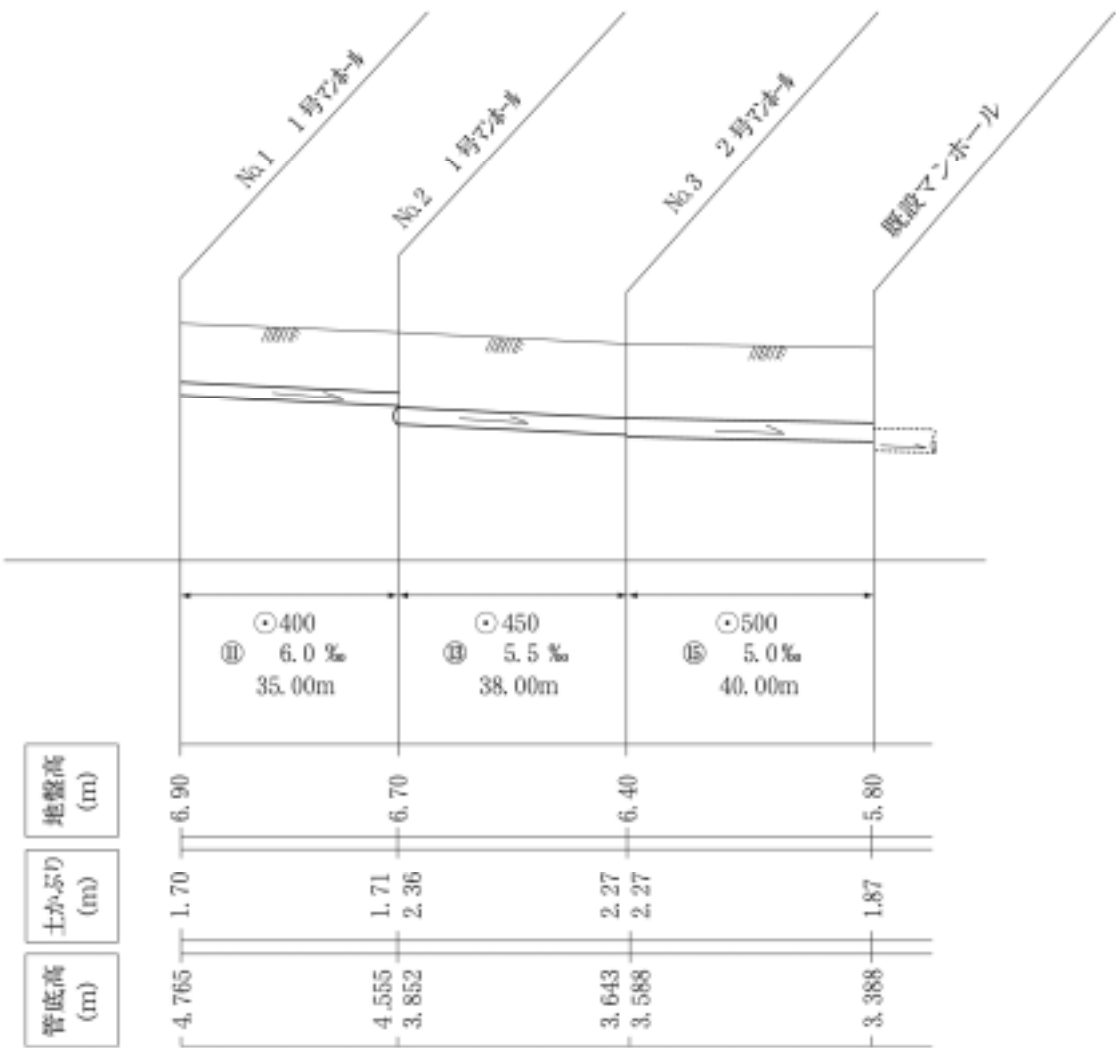 No.1 1号マンホール
No.2 1号マンホール
No.3 2号マンホール
既設マンホール
⊙400
⑪ 6.0 ‰
35.00m
⊙450
⑬ 5.5 ‰
38.00m
⊙500
⑮ 5.0‰
40.00m
地盤高
(m)
6.90
6.70
6.40
5.80
土かぶり
(m)
1.70
1.71
2.36
2.27
2.27
1.87
管底高
(m)
4.765
4.555
3.852
3.643
3.588
3.388